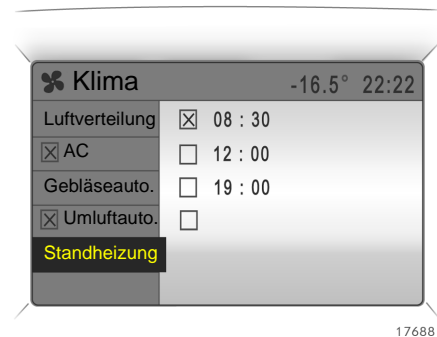 Klima -16.5° 22:22
Luftverteilung
AC
Gebläseauto.
Umluftauto.
Standheizung
08 : 30
12 : 00
19 : 00
17688